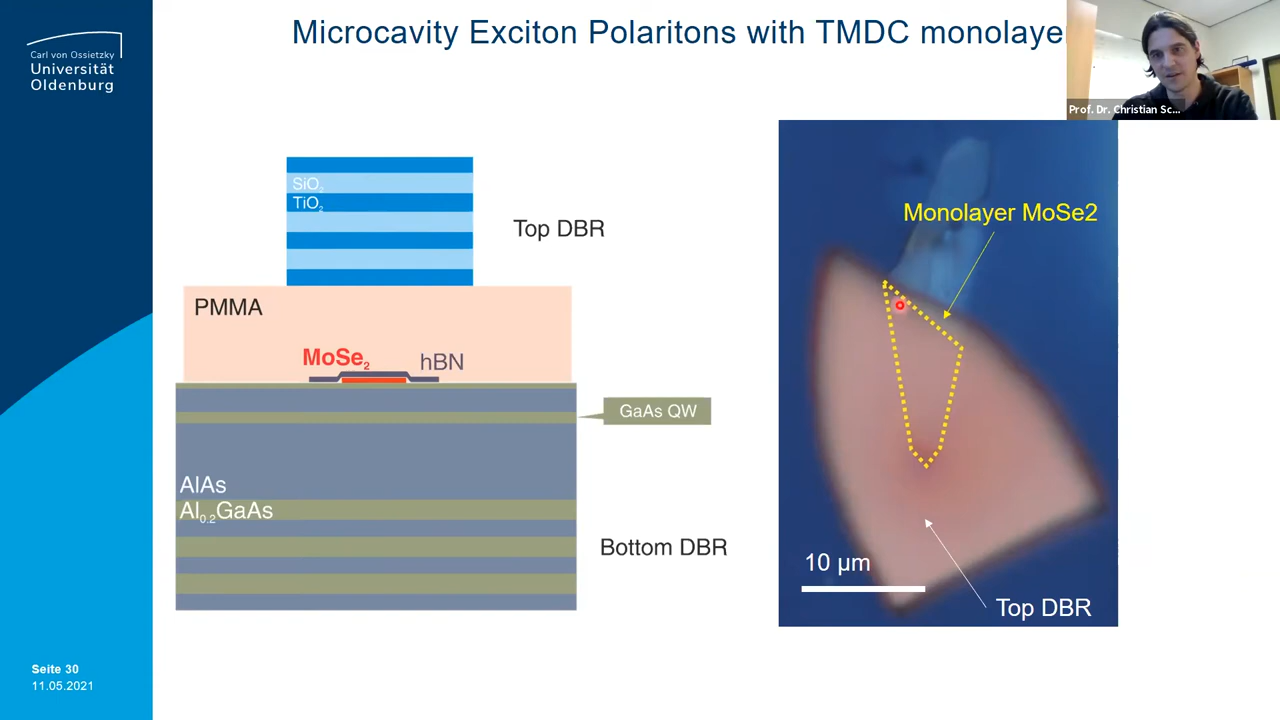 Microcavity Exciton Polaritons with TMDC monolaye
Carl von Ossietzky
Universität
Oldenburg
Prof. Dr. Christian Sc...
SiO2
TiO2
Top DBR
PMMA
MoSe2
hBN
GaAs QW
AlAs
Al0.2GaAs
Bottom DBR
Monolayer MoSe2
10 µm
Top DBR
Seite 30
11.05.2021